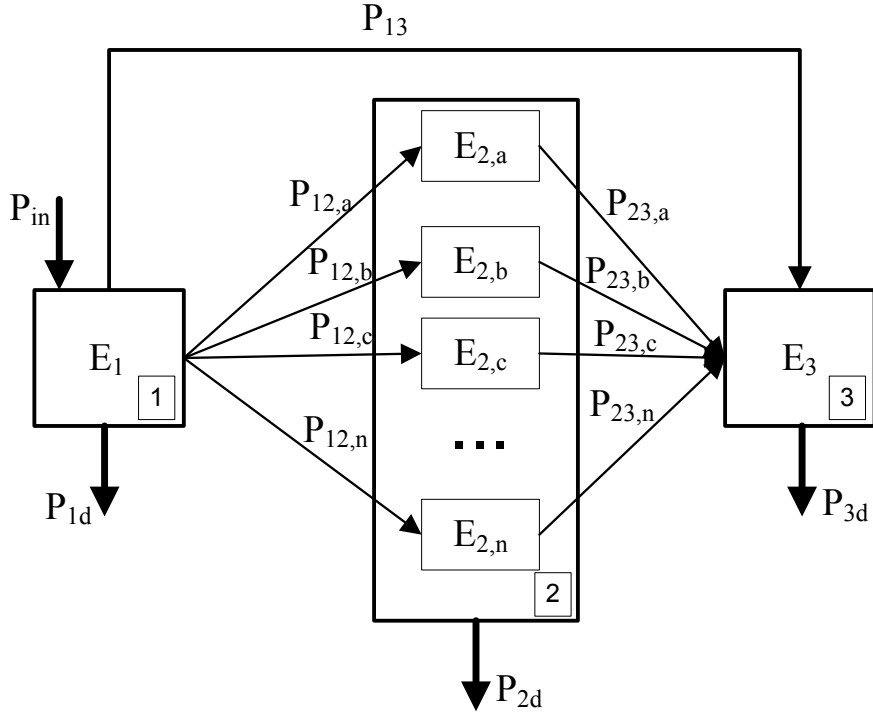 P13
E2,a
Pin
P12,a
P23,a
P12,b
E2,b
P23,b
E1
1
P12,c
E2,c
P23,c
E3
3
P12,n
...
P23,n
P1d
E2,n
P3d
2
P2d